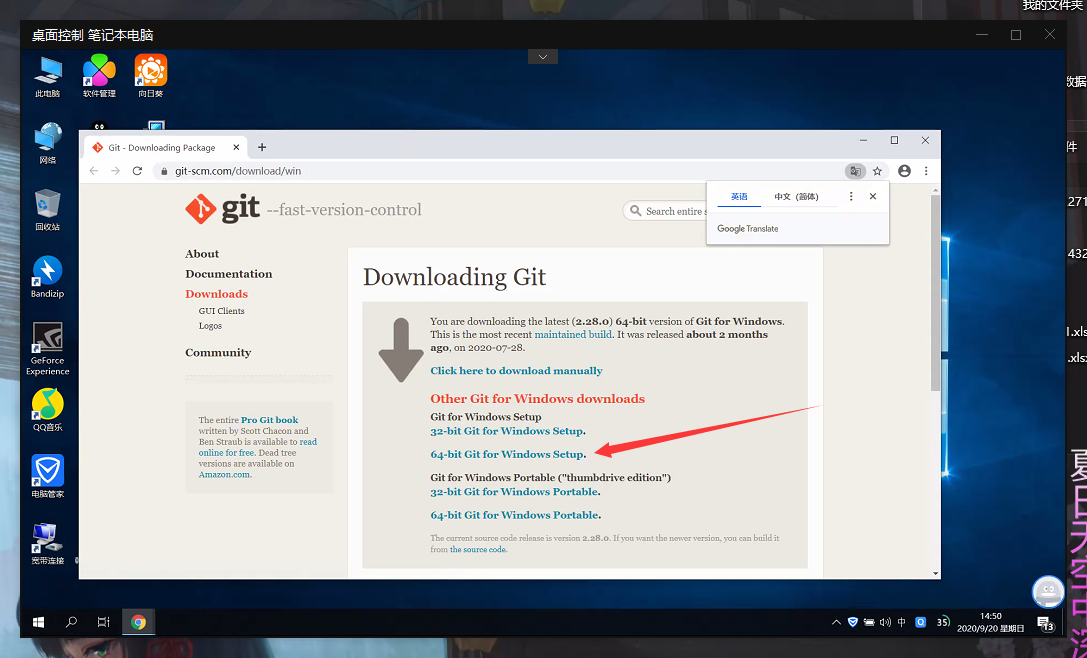 我的文件夹
桌面控制 笔记本电脑
此电脑
软件管理
向日葵
网络
回收站
Bandizip
GeForce
Experience
QQ音乐
电脑管家
宽带连接
Git - Downloading Package
git-scm.com/download/win
英语
中文（简体）
Google Translate
git --fast-version-control
Search entire s
About
Documentation
Downloads
GUI Clients
Logos
Community
The entire Pro Git book
written by Scott Chacon and
Ben Straub is available to read
online for free. Dead tree
versions are available on
Amazon.com.
Downloading Git
You are downloading the latest (2.28.0) 64-bit version of Git for Windows.
This is the most recent maintained build. It was released about 2 months
ago, on 2020-07-28.
Click here to download manually
Other Git for Windows downloads
Git for Windows Setup
32-bit Git for Windows Setup.
64-bit Git for Windows Setup.
Git for Windows Portable ("thumbdrive edition")
32-bit Git for Windows Portable.
64-bit Git for Windows Portable.
The current source code release is version 2.28.0. If you want the newer version, you can build it
from the source code.
数据
件
271
432
1.xls
.xls
夏日天空中
中
35
14:50
2020/9/20 星期日
13